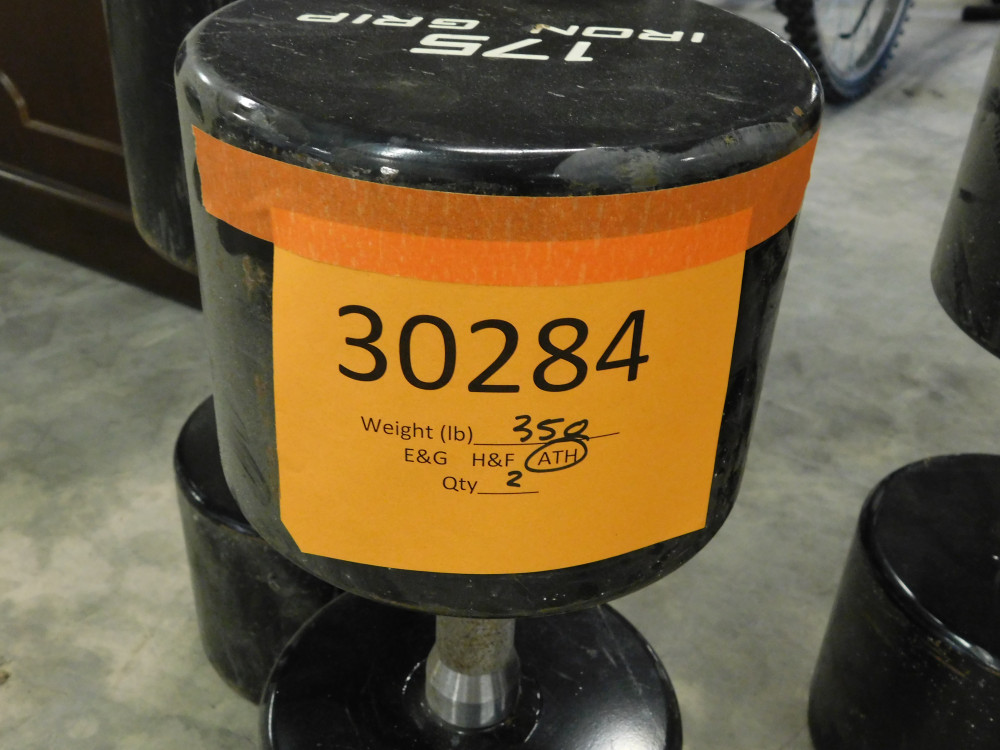 175
IRON GRIP
30284
Weight (lb) 350
E&G H&F ATH
Qty 2